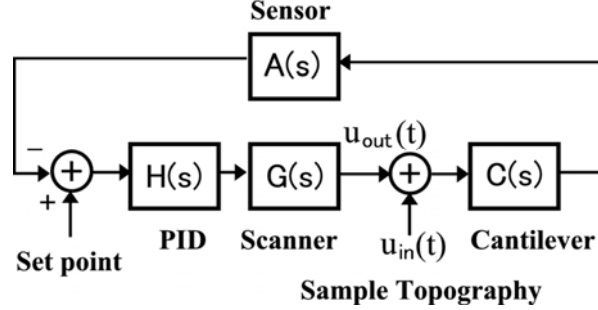 Sensor
A(s)
−
+
+
H(s)
G(s)
u_out(t)
+
C(s)
PID
Scanner
u_in(t)
Cantilever
Set point
Sample Topography